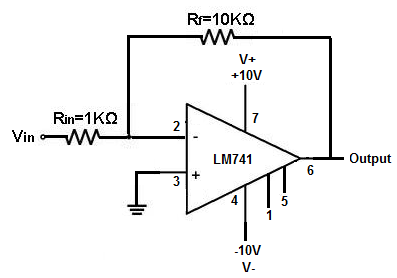 Rf=10KΩ
V+
+10V
Rin=1KΩ
7
Vin
2
-
LM741
6
Output
3
+
4
5
1
-10V
V-